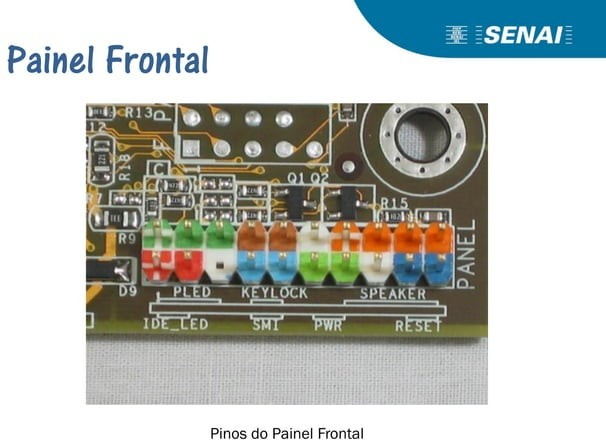 SENAI
Painel Frontal
R13
R18
Q1 Q2
R15
R9
PANEL
D9
PLED KEYLOCK SPEAKER
IDE_LED SMI PWR RESET
Pinos do Painel Frontal